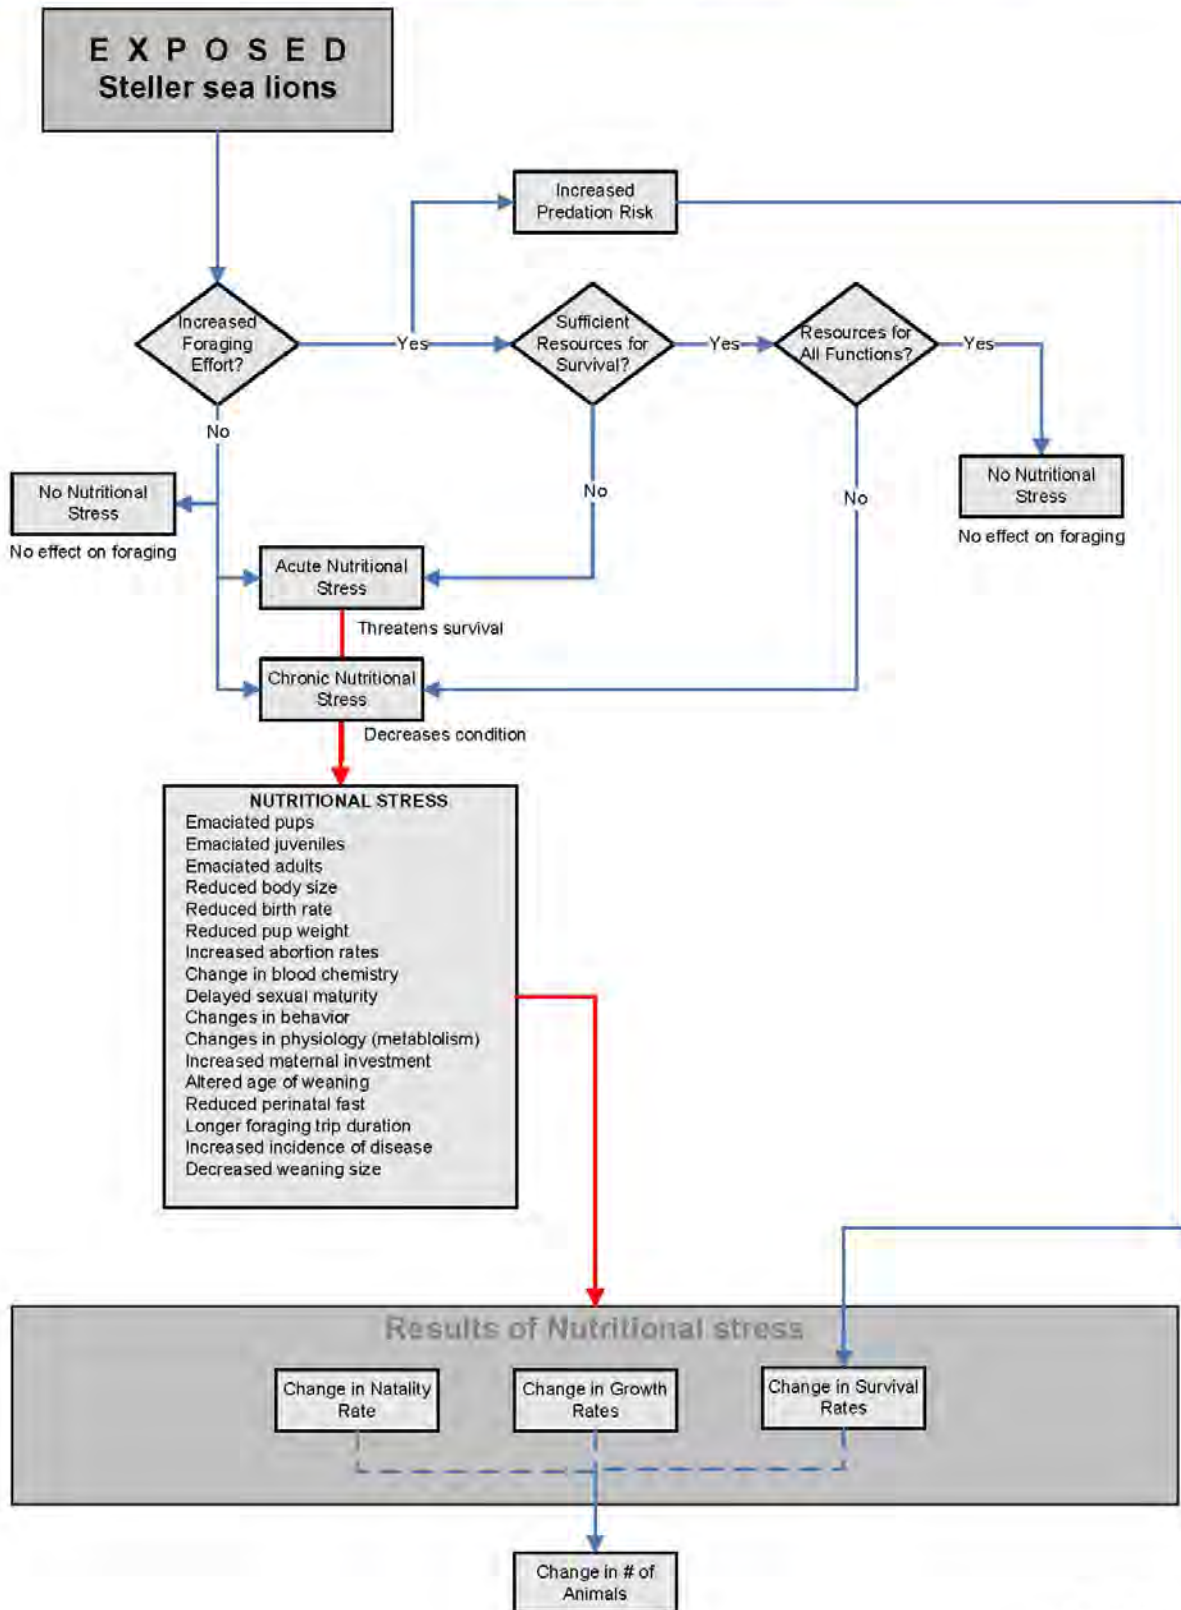 E X P O S E D
Steller sea lions
Increased
Predation Risk
Increased
Foraging
Effort?
Yes
Sufficient
Resources for
Survival?
Yes
Resources for
All Functions?
Yes
No
No Nutritional
Stress
No effect on foraging
No
No
No Nutritional
Stress
No effect on foraging
Acute Nutritional
Stress
Threatens survival
Chronic Nutritional
Stress
Decreases condition
NUTRITIONAL STRESS
Emaciated pups
Emaciated juveniles
Emaciated adults
Reduced body size
Reduced birth rate
Reduced pup weight
Increased abortion rates
Change in blood chemistry
Delayed sexual maturity
Changes in behavior
Changes in physiology (metablolism)
Increased maternal investment
Altered age of weaning
Reduced perinatal fast
Longer foraging trip duration
Increased incidence of disease
Decreased weaning size
Results of Nutritional stress
Change in Natality
Rate
Change in Growth
Rates
Change in Survival
Rates
Change in # of
Animals